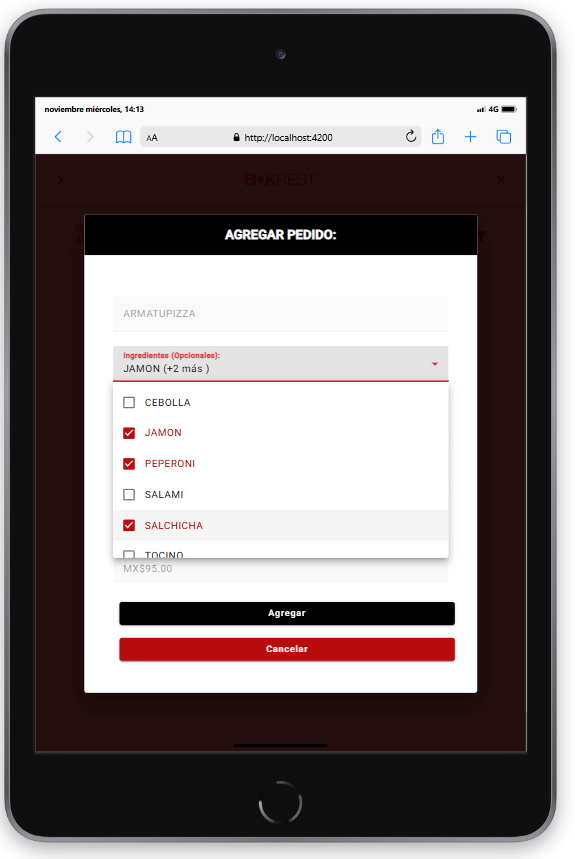 noviembre miércoles, 14:13
4G
AA
http://localhost:4200
B KREST
AGREGAR PEDIDO:
ARMATUPIZZA
Ingredientes (Opcionales):
JAMON (+2 más )
CEBOLLA
JAMON
PEPERONI
SALAMI
SALCHICHA
TOCINO
MX$95.00
Agregar
Cancelar